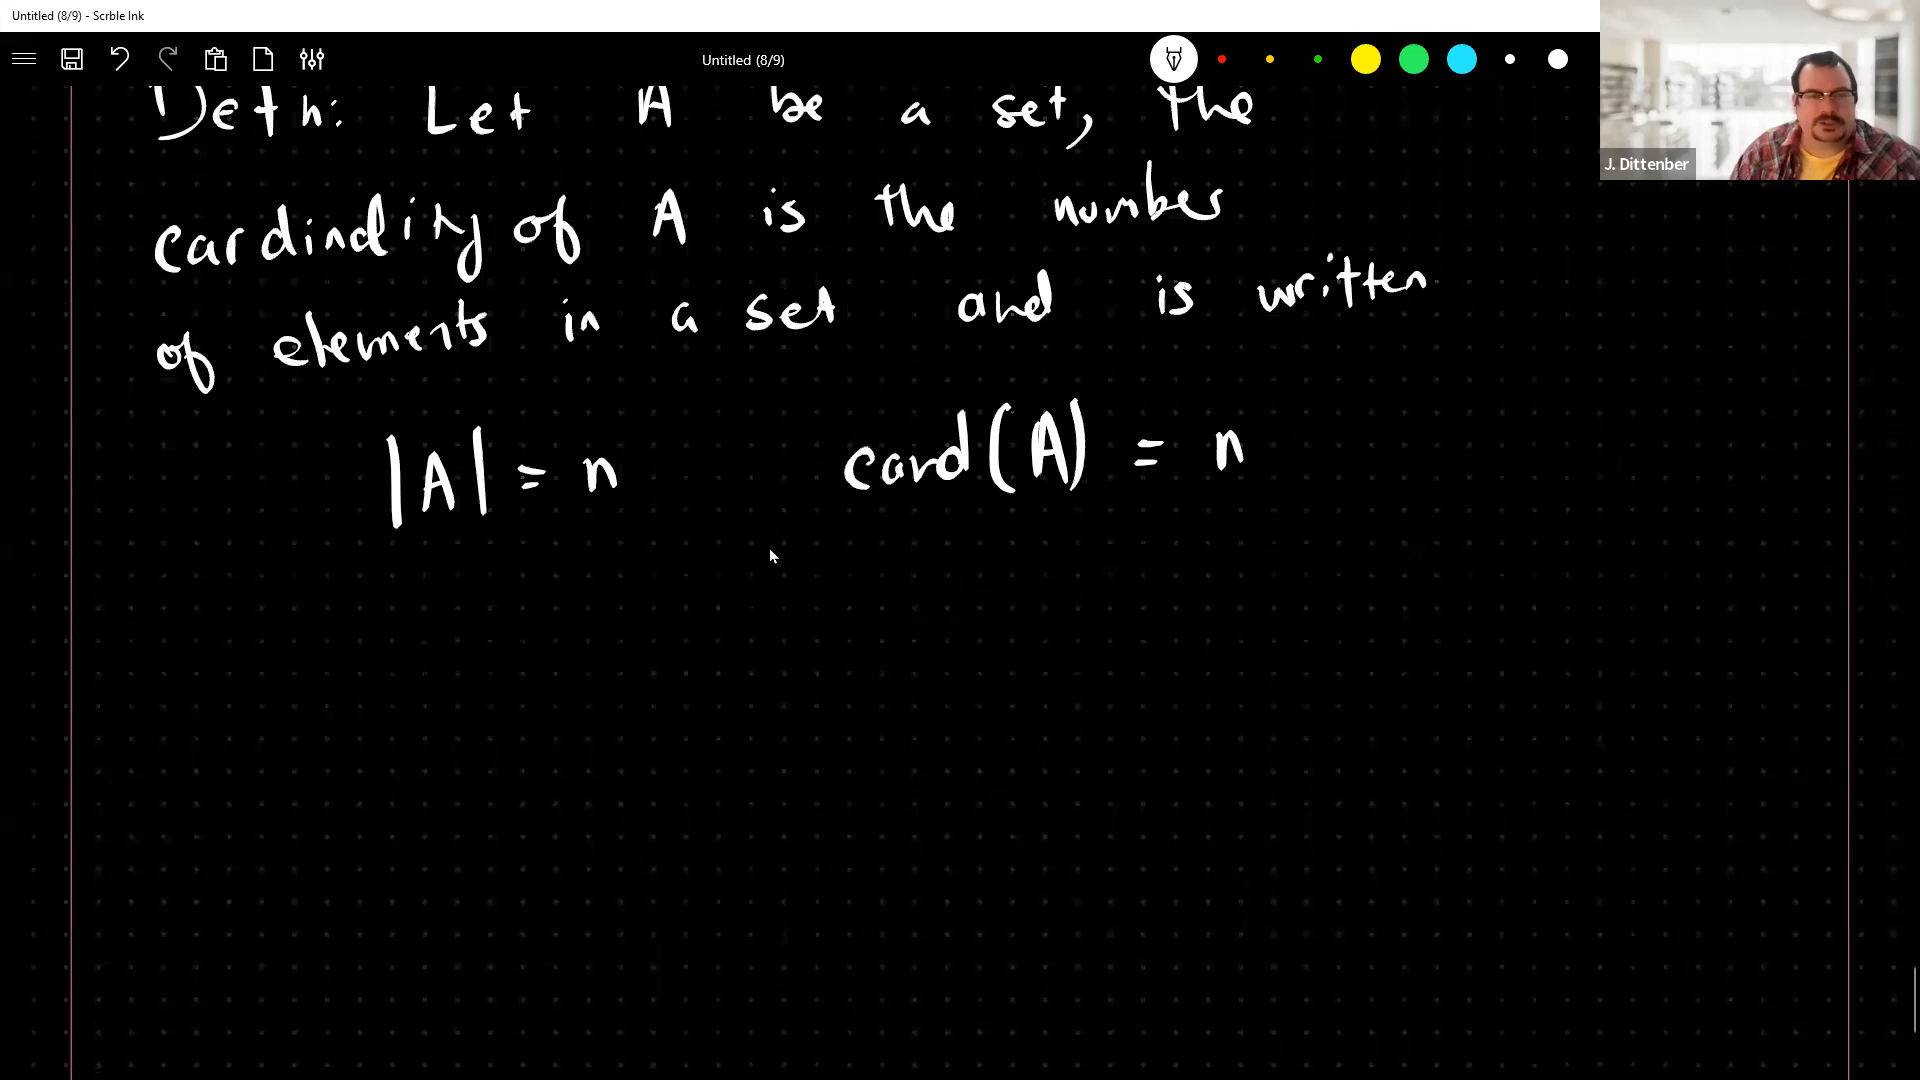 Untitled (8/9) - Scrble Ink
Untitled (8/9)
J. Dittenber
Defn: Let A be a set, the
cardinality of A is the number
of elements in a set and is written
|A| = n card(A) = n